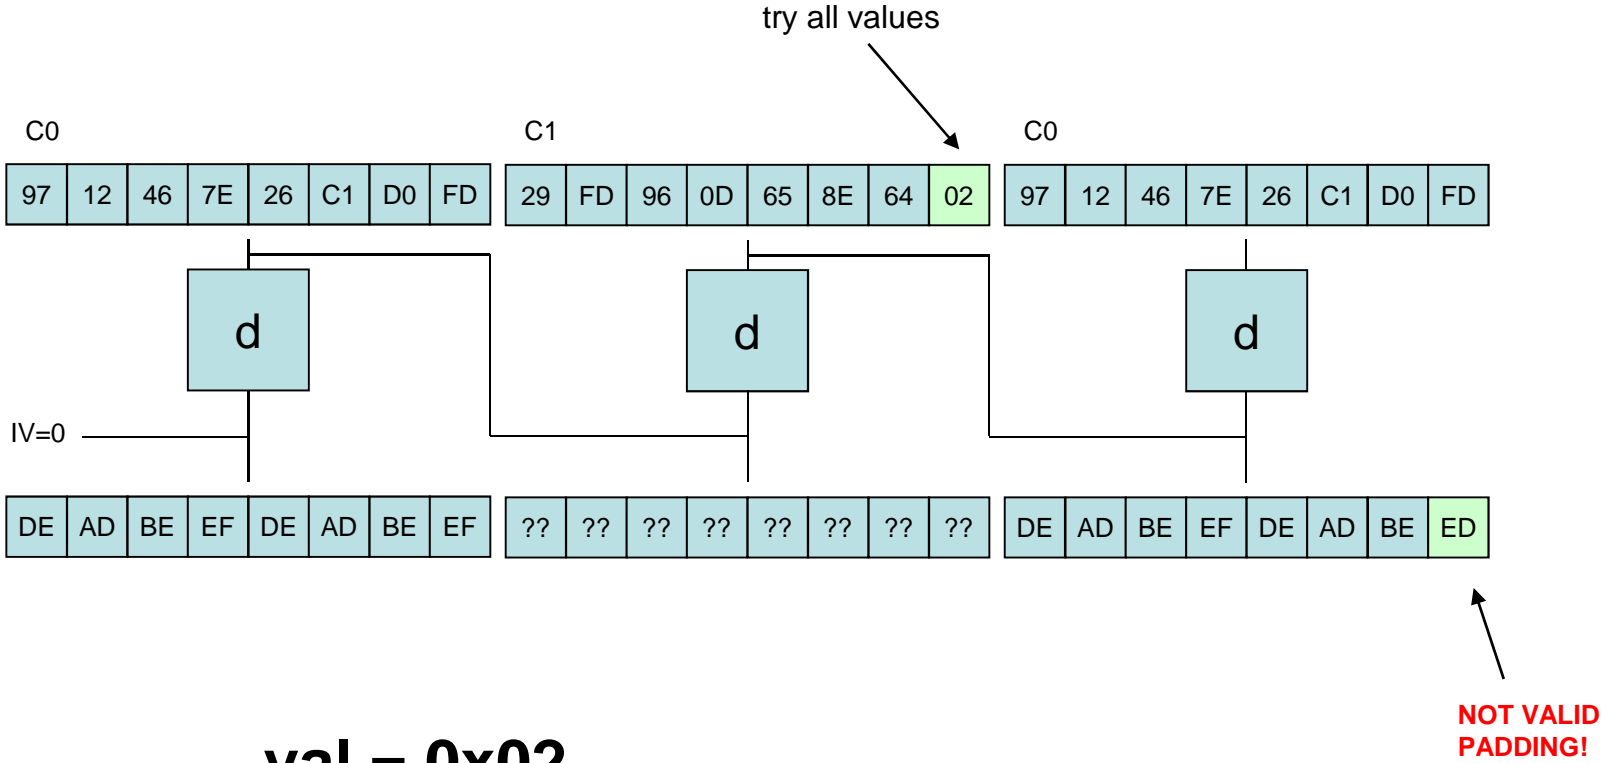 try all values
C0 C1 C0
97 12 46 7E 26 C1 D0 FD 29 FD 96 0D 65 8E 64 02 97 12 46 7E 26 C1 D0 FD
d d d
IV=0
DE AD BE EF DE AD BE EF ?? ?? ?? ?? ?? ?? ?? ?? DE AD BE EF DE AD BE ED
NOT VALID
PADDING!
val = 0x02